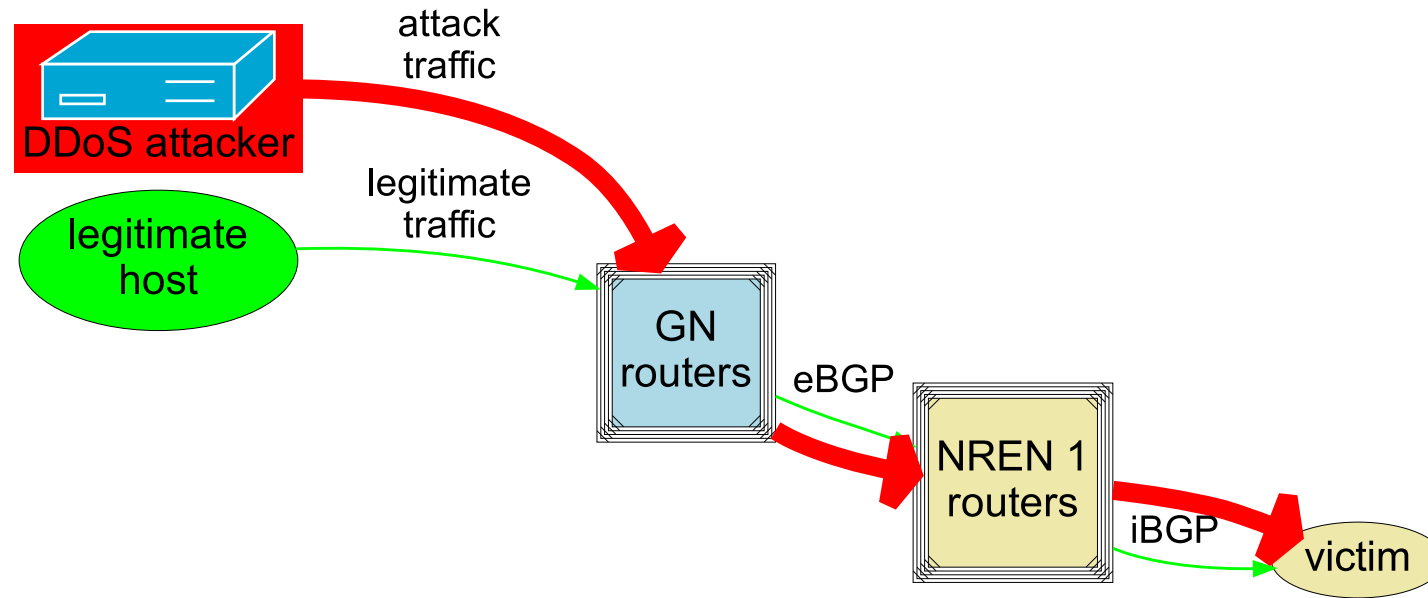 attack
traffic
DDoS attacker
legitimate
traffic
legitimate
host
GN
routers
eBGP
NREN 1
routers
iBGP
victim